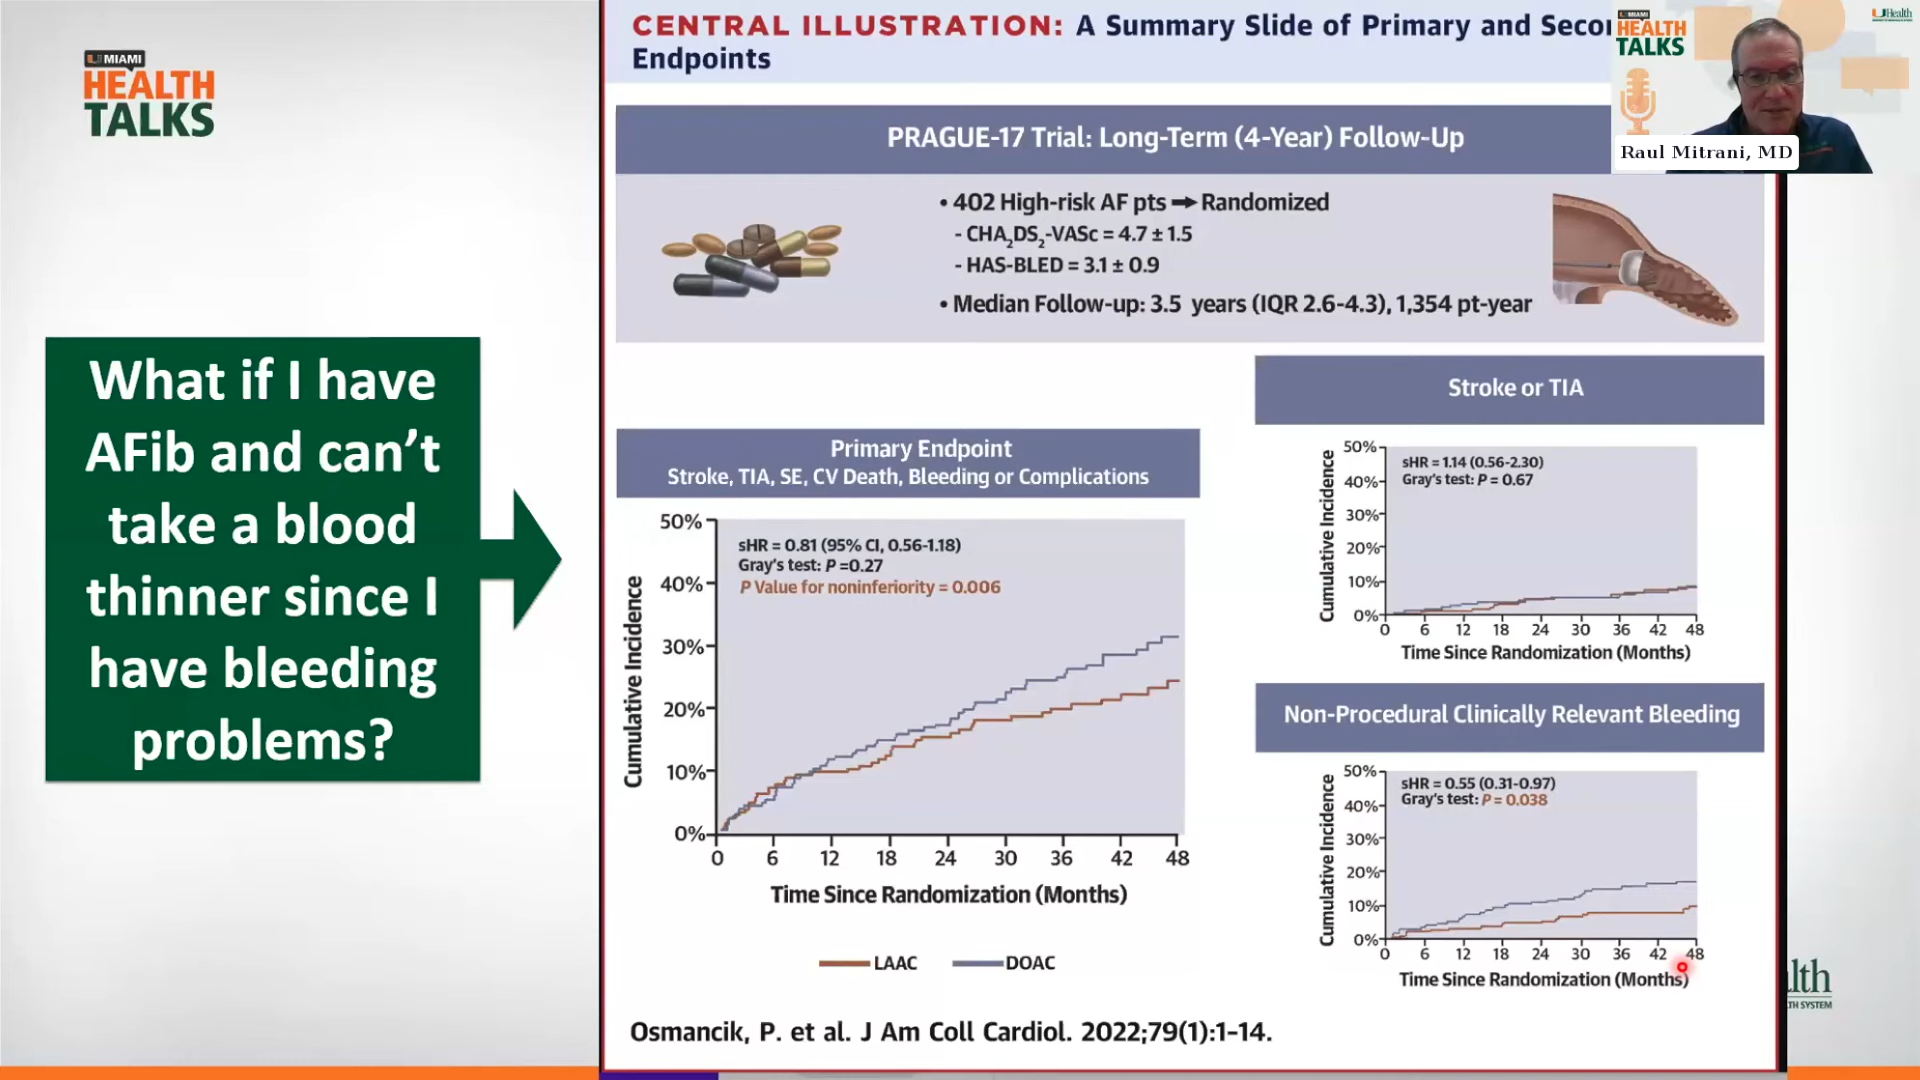 MIAMI
HEALTH
TALKS
What if I have
AFib and can’t
take a blood
thinner since I
have bleeding
problems?
CENTRAL ILLUSTRATION: A Summary Slide of Primary and Secon
Endpoints
PRAGUE-17 Trial: Long-Term (4-Year) Follow-Up
• 402 High-risk AF pts ➞ Randomized
- CHA2DS2-VASc = 4.7 ± 1.5
- HAS-BLED = 3.1 ± 0.9
• Median Follow-up: 3.5 years (IQR 2.6-4.3), 1,354 pt-year
Primary Endpoint
Stroke, TIA, SE, CV Death, Bleeding or Complications
Cumulative Incidence
50%
40%
30%
20%
10%
0%
sHR = 0.81 (95% CI, 0.56-1.18)
Gray's test: P =0.27
P Value for noninferiority = 0.006
0 6 12 18 24 30 36 42 48
Time Since Randomization (Months)
LAAC DOAC
Stroke or TIA
Cumulative Incidence
50%
40%
30%
20%
10%
0%
sHR = 1.14 (0.56-2.30)
Gray's test: P = 0.67
0 6 12 18 24 30 36 42 48
Time Since Randomization (Months)
Non-Procedural Clinically Relevant Bleeding
Cumulative Incidence
50%
40%
30%
20%
10%
0%
sHR = 0.55 (0.31-0.97)
Gray's test: P = 0.038
0 6 12 18 24 30 36 42 48
Time Since Randomization (Months)
Osmancik, P. et al. J Am Coll Cardiol. 2022;79(1):1-14.
MIAMI
HEALTH
TALKS
UHealth
Raul Mitrani, MD
alth
TH SYSTEM